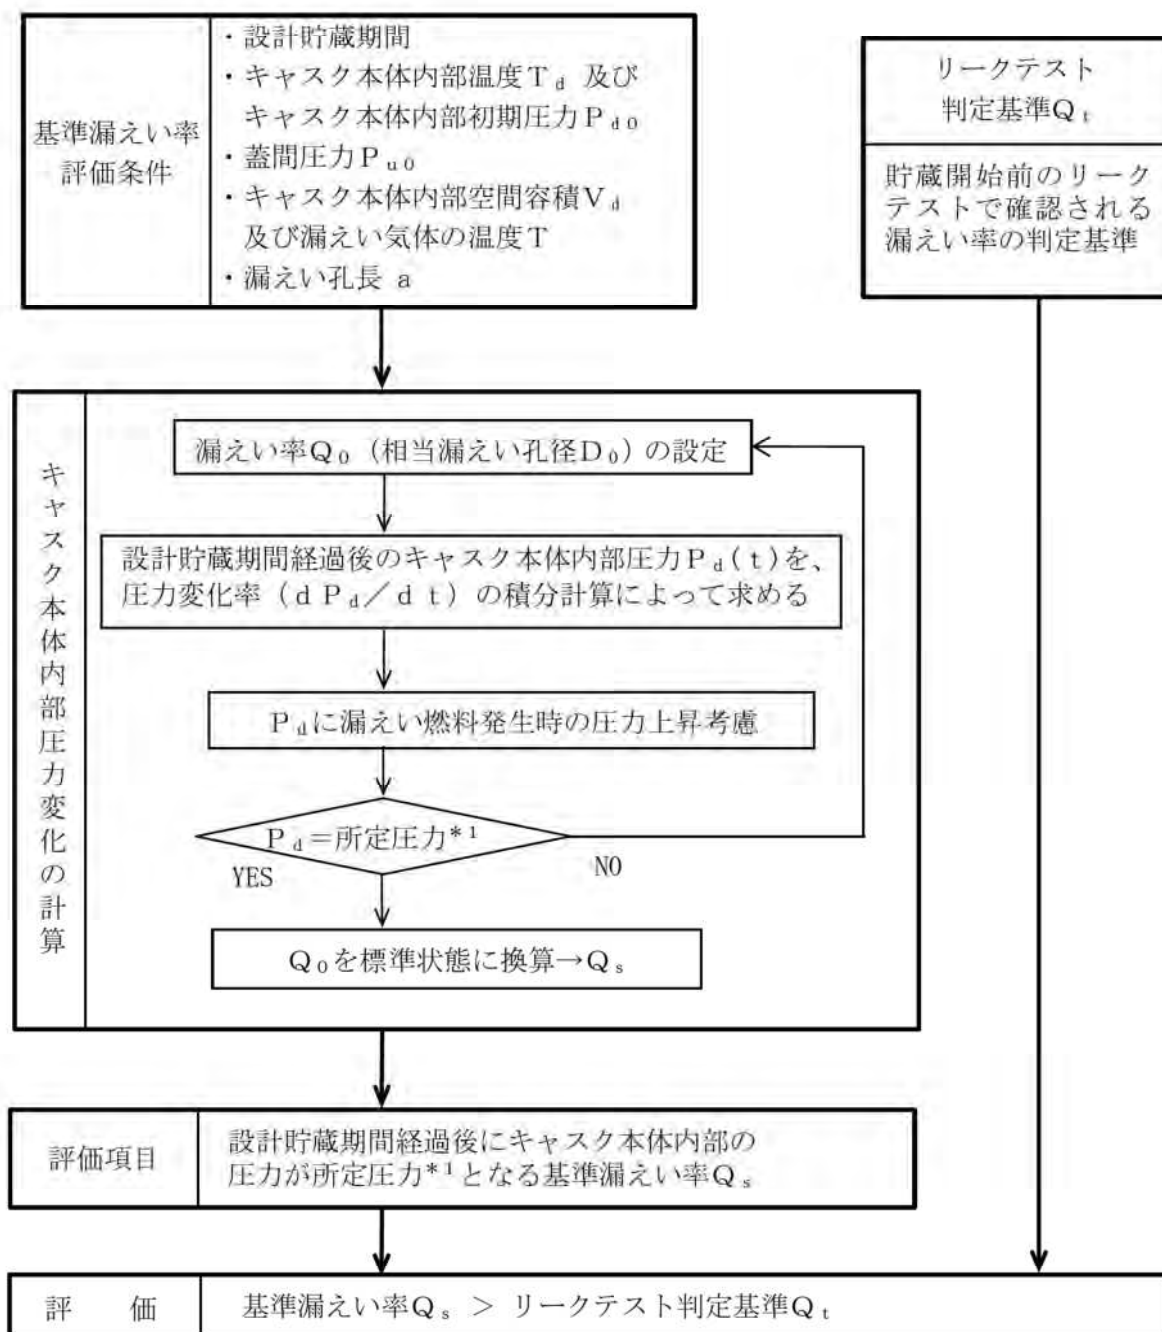 基準漏えい率
評価条件
・設計貯蔵期間
・キャスク本体内部温度Td 及び
キャスク本体内部初期圧力Pd0
・蓋間圧力Pu0
・キャスク本体内部空間容積Vd
及び漏えい気体の温度T
・漏えい孔長 a
リークテスト
判定基準Qt
貯蔵開始前のリーク
テストで確認される
漏えい率の判定基準
キャスク本体内部圧力変化の計算
漏えい率Q0（相当漏えい孔径D0）の設定
設計貯蔵期間経過後のキャスク本体内部圧力Pd(t)を、
圧力変化率（dPd／dt）の積分計算によって求める
Pdに漏えい燃料発生時の圧力上昇考慮
Pd＝所定圧力*1
YES
NO
Q0を標準状態に換算→Qs
評価項目
設計貯蔵期間経過後にキャスク本体内部の
圧力が所定圧力*1となる基準漏えい率Qs
評　価
基準漏えい率Qs ＞ リークテスト判定基準Qt